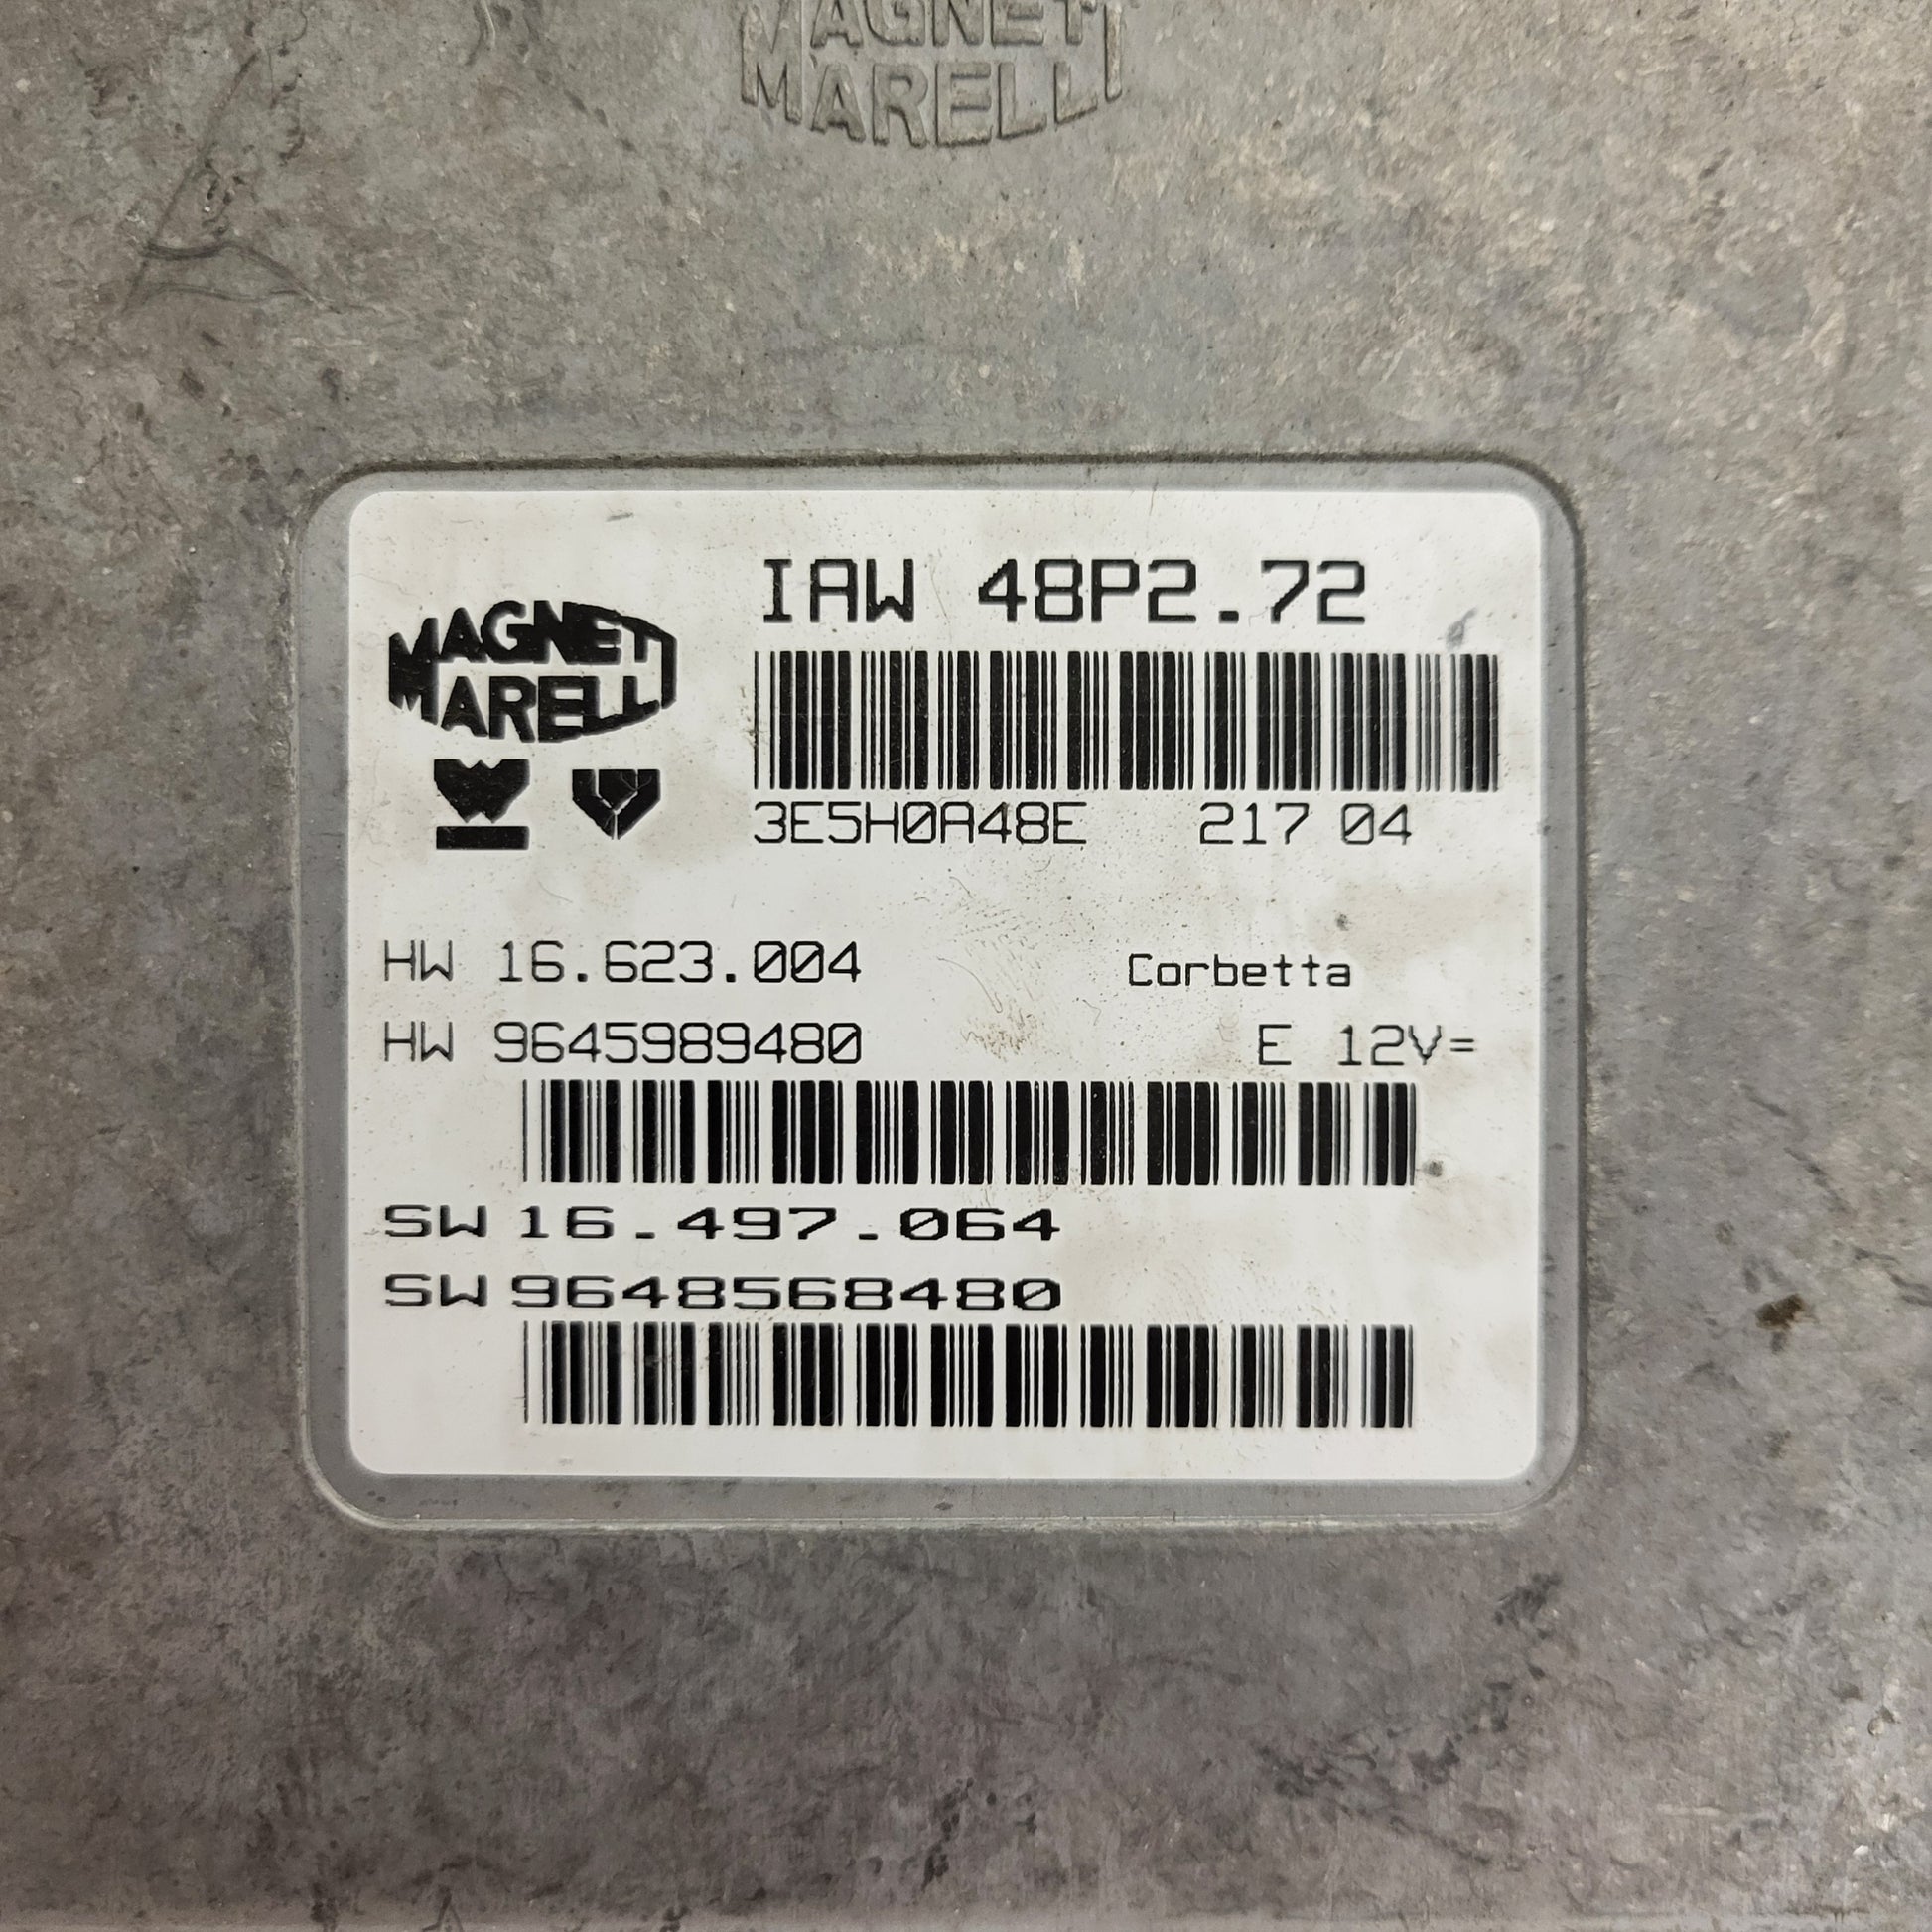 MAGNETI
MARELLI
IAW 48P2.72
MAGNETI
MARELLI
3E5H0A48E 217 04
HW 16.623.004 Corbetta
HW 9645989480 E 12V=
SW 16.497.064
SW 9648568480